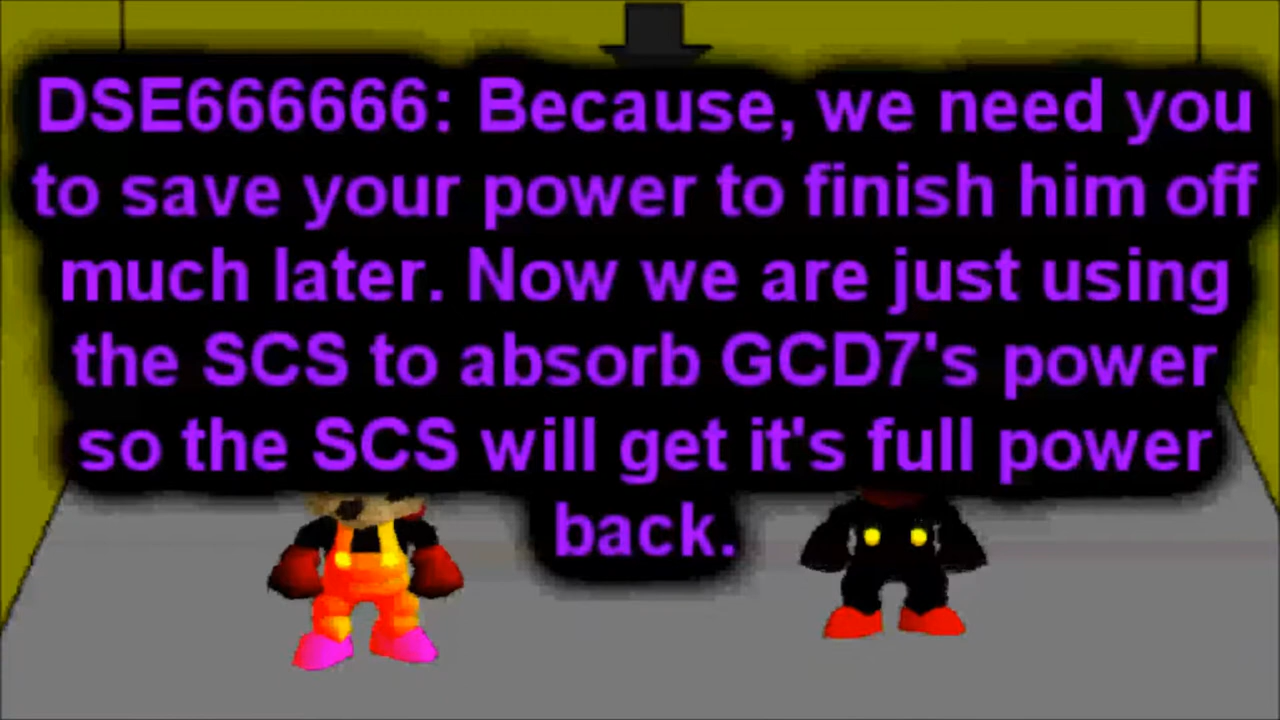 DSE666666: Because, we need you
to save your power to finish him off
much later. Now we are just using
the SCS to absorb GCD7's power
so the SCS will get it's full power
back.